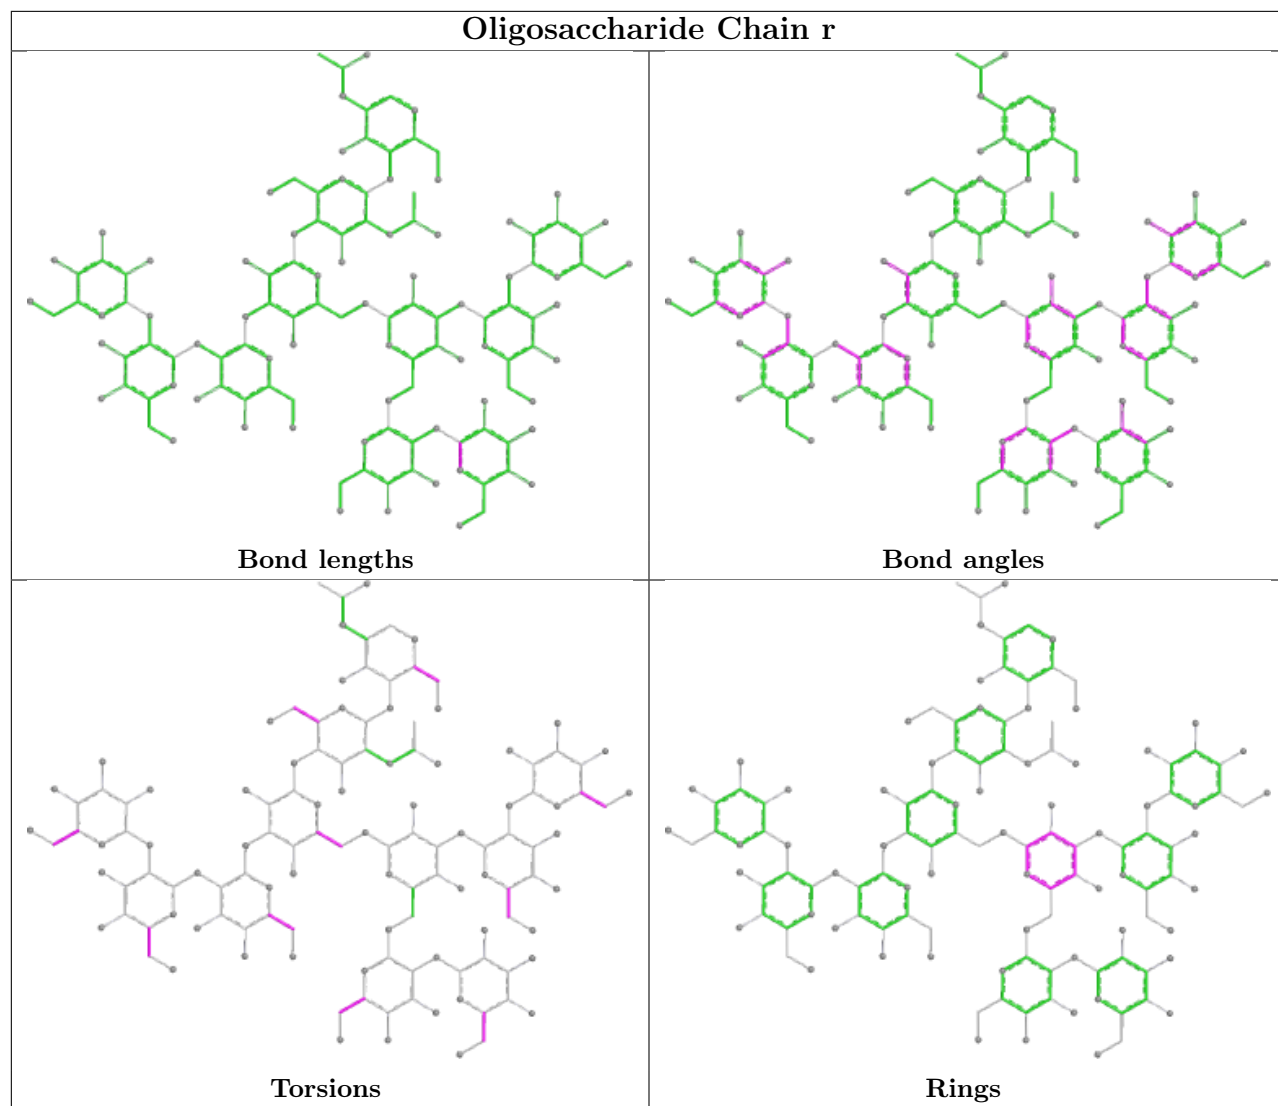 Oligosaccharide Chain r
Bond lengths
Bond angles
Torsions
Rings